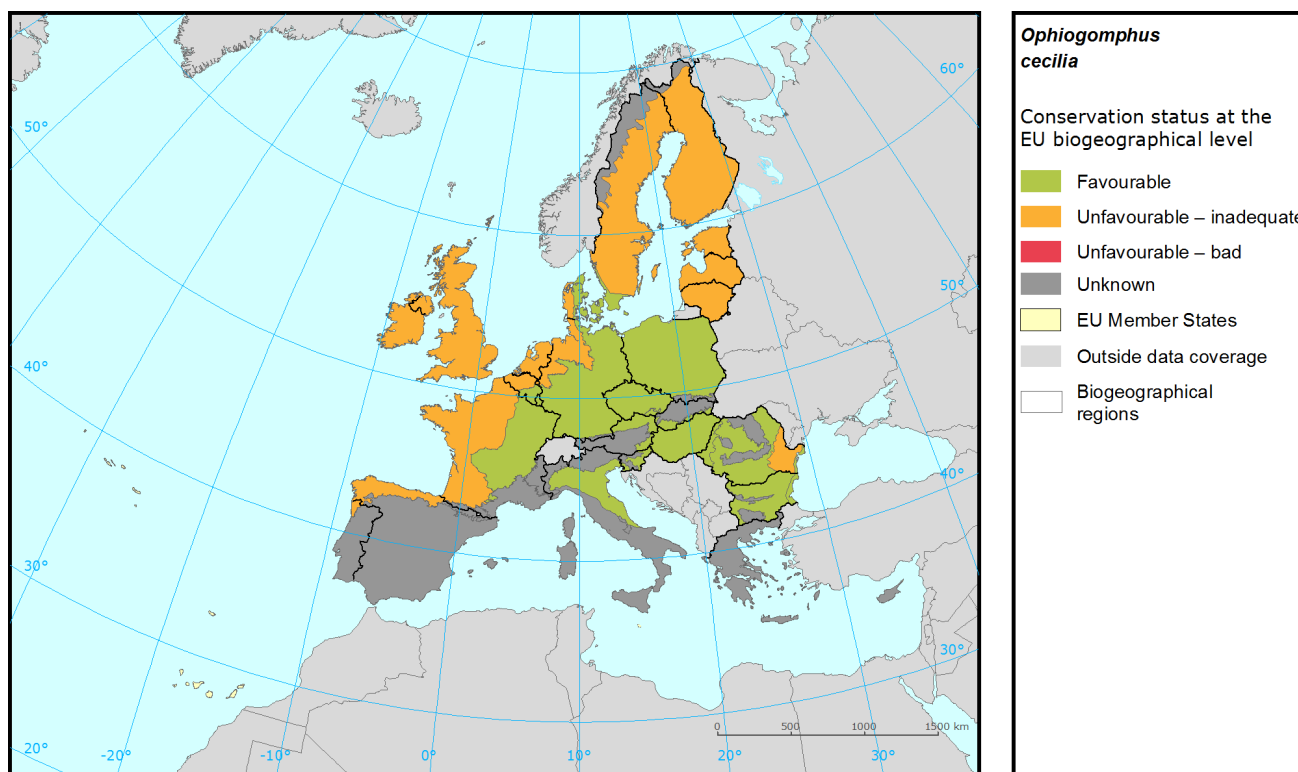 Ophiogomphus
cecilia
Conservation status at the
EU biogeographical level
Favourable
Unfavourable – inadequate
Unfavourable – bad
Unknown
EU Member States
Outside data coverage
Biogeographical
regions
60°
50°
50°
40°
40°
30°
30°
20°
-20°
-10°
0°
10°
20°
30°
0 500 1000 1500 km